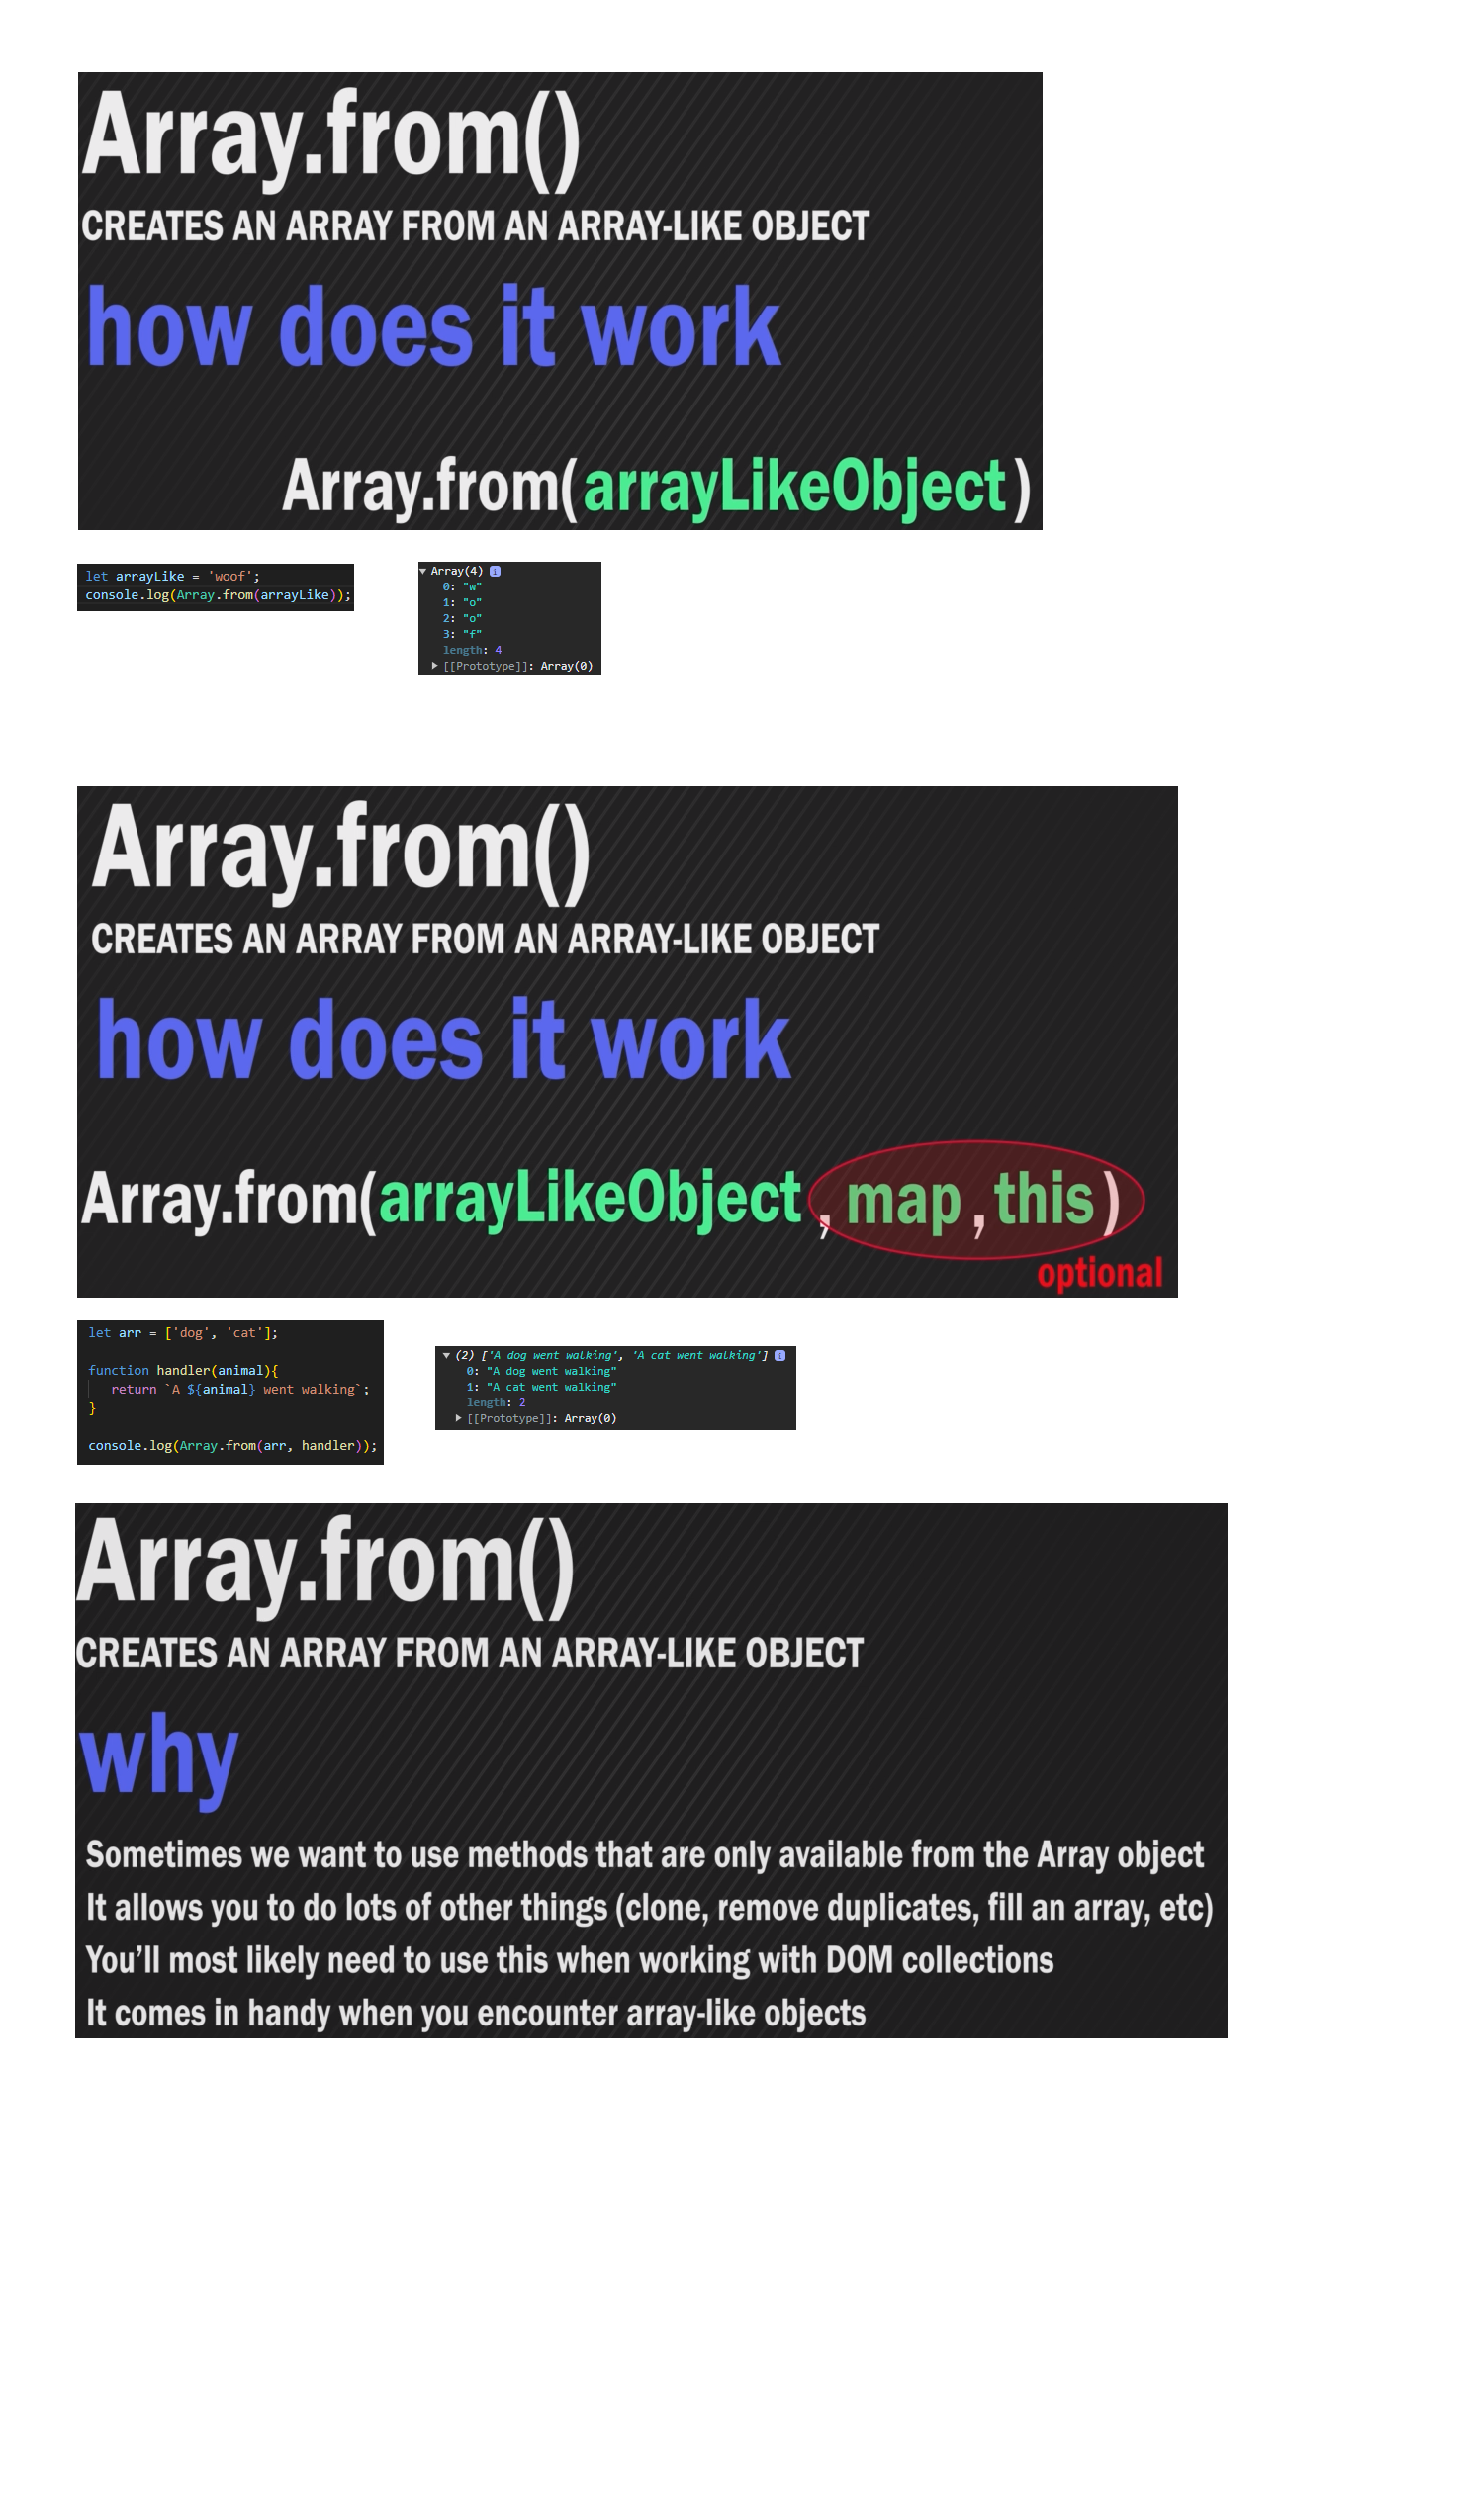 Array.from()
CREATES AN ARRAY FROM AN ARRAY-LIKE OBJECT
how does it work
Array.from(arrayLikeObject)
let arrayLike = 'woof';
console.log(Array.from(arrayLike));
Array(4) i
0: "w"
1: "o"
2: "o"
3: "f"
length: 4
[[Prototype]]: Array(0)
Array.from()
CREATES AN ARRAY FROM AN ARRAY-LIKE OBJECT
how does it work
Array.from(arrayLikeObject, map, this)
optional
let arr = ['dog', 'cat'];
function handler(animal){
return `A ${animal} went walking`;
}
console.log(Array.from(arr, handler));
(2) ['A dog went walking', 'A cat went walking'] i
0: "A dog went walking"
1: "A cat went walking"
length: 2
[[Prototype]]: Array(0)
Array.from()
CREATES AN ARRAY FROM AN ARRAY-LIKE OBJECT
why
Sometimes we want to use methods that are only available from the Array object
It allows you to do lots of other things (clone, remove duplicates, fill an array, etc)
You’ll most likely need to use this when working with DOM collections
It comes in handy when you encounter array-like objects